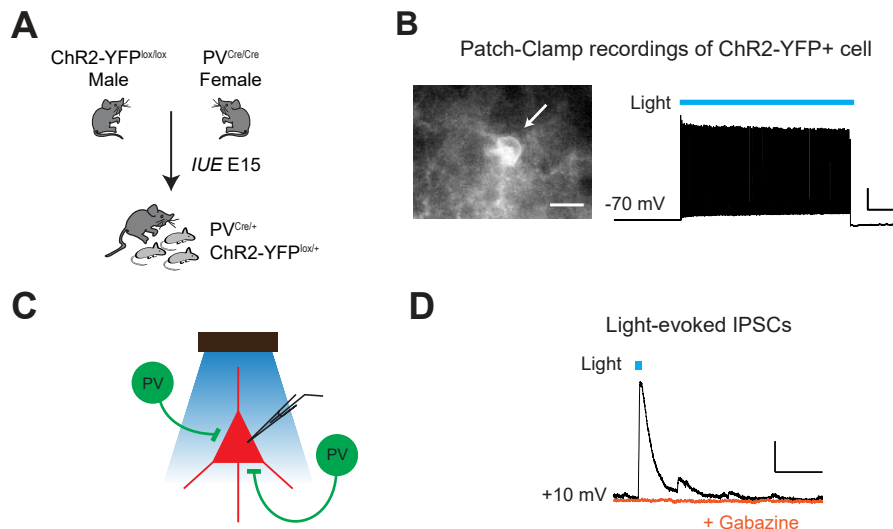 A
ChR2-YFPlox/lox
Male
PVCre/Cre
Female
IUE E15
PVCre/+
ChR2-YFPlox/+
B
Patch-Clamp recordings of ChR2-YFP+ cell
Light
-70 mV
C
PV
PV
D
Light-evoked IPSCs
Light
+10 mV
+ Gabazine